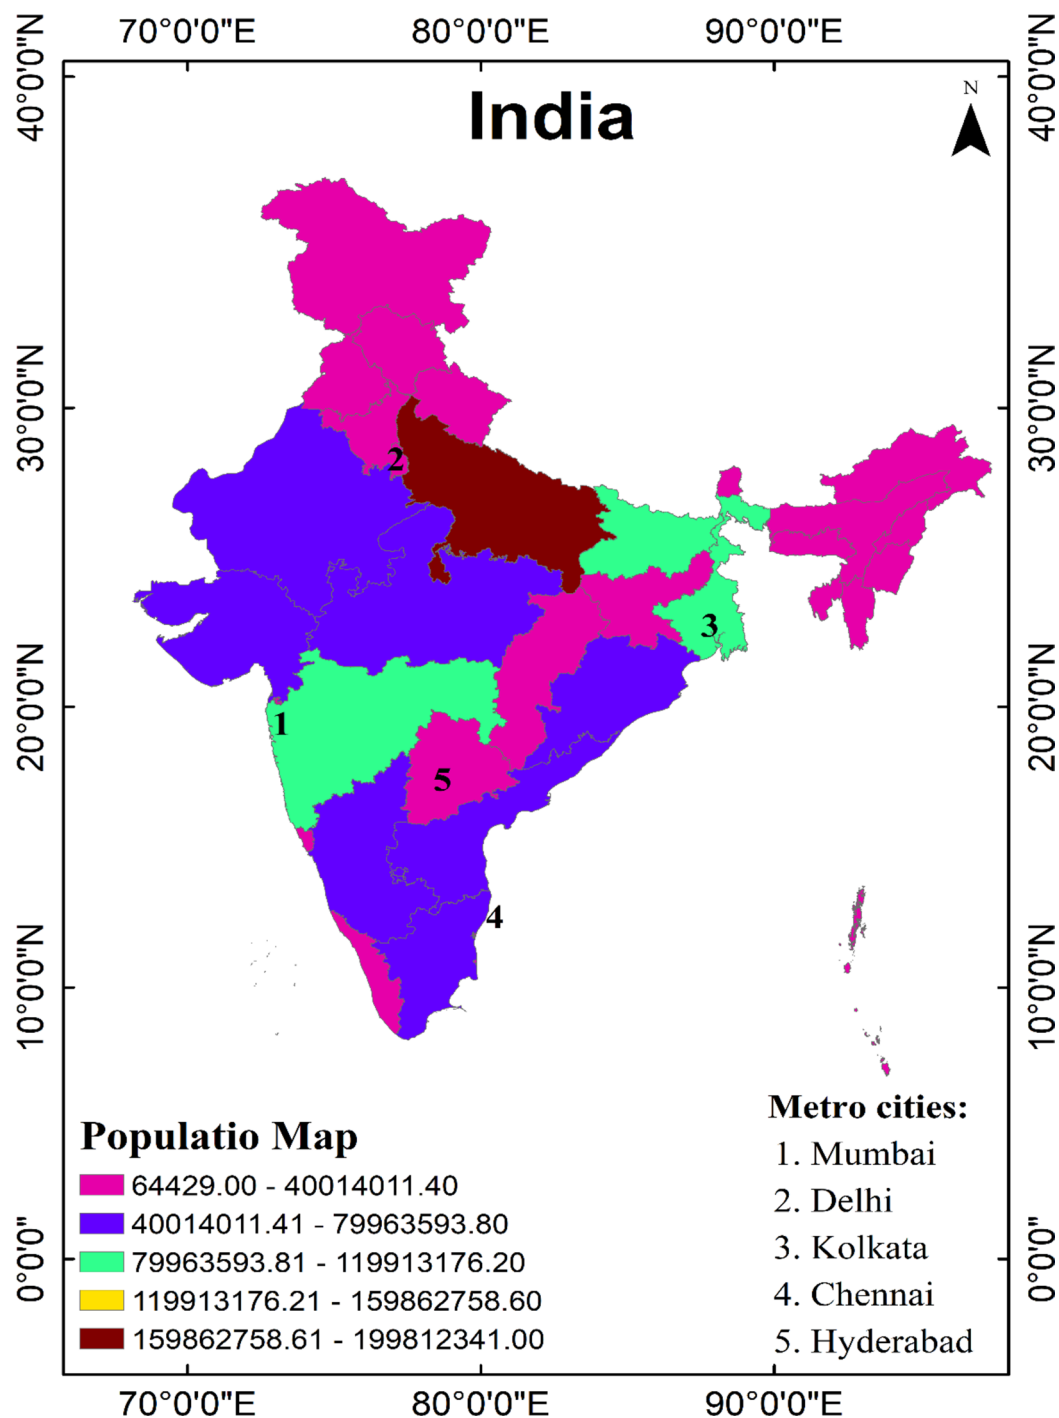 70°0'0"E 80°0'0"E 90°0'0"E
40°0'0"N 40°0'0"N
India
N
30°0'0"N 30°0'0"N
2
3
20°0'0"N 20°0'0"N
1
5
4
10°0'0"N 10°0'0"N
Metro cities:
1. Mumbai
2. Delhi
3. Kolkata
4. Chennai
5. Hyderabad
Populatio Map
64429.00 - 40014011.40
40014011.41 - 79963593.80
79963593.81 - 119913176.20
119913176.21 - 159862758.60
159862758.61 - 199812341.00
0°0'0" 0°0'0"
70°0'0"E 80°0'0"E 90°0'0"E